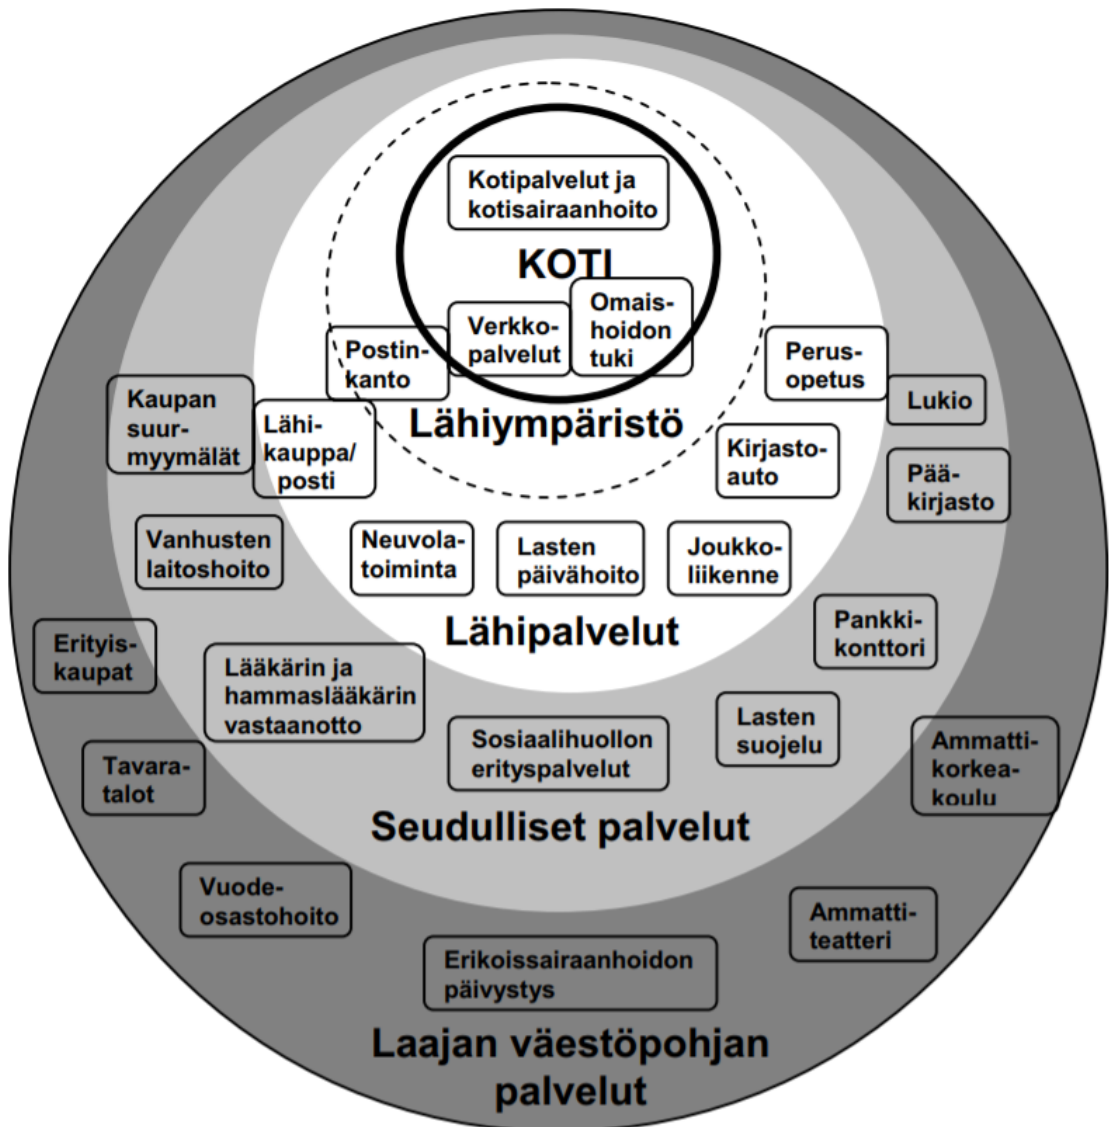 Kotipalvelut ja
kotisairaanhoito
KOTI
Verkko-
palvelut
Omais-
hoidon
tuki
Postin-
kanto
Lähiympäristö
Perus-
opetus
Lukio
Kaupan
suur-
myymälät
Lähi-
kauppa/
posti
Kirjasto-
auto
Pää-
kirjasto
Vanhusten
laitoshoito
Neuvola-
toiminta
Lasten
päivähoito
Joukko-
liikenne
Lähipalvelut
Pankki-
konttori
Erityis-
kaupat
Lääkärin ja
hammaslääkärin
vastaanotto
Sosiaalihuollon
erityspalvelut
Lasten
suojelu
Ammatti-
korkea-
koulu
Tavara-
talot
Seudulliset palvelut
Vuode-
osastohoito
Ammatti-
teatteri
Erikoissairaanhoidon
päivystys
Laajan väestöpohjan
palvelut